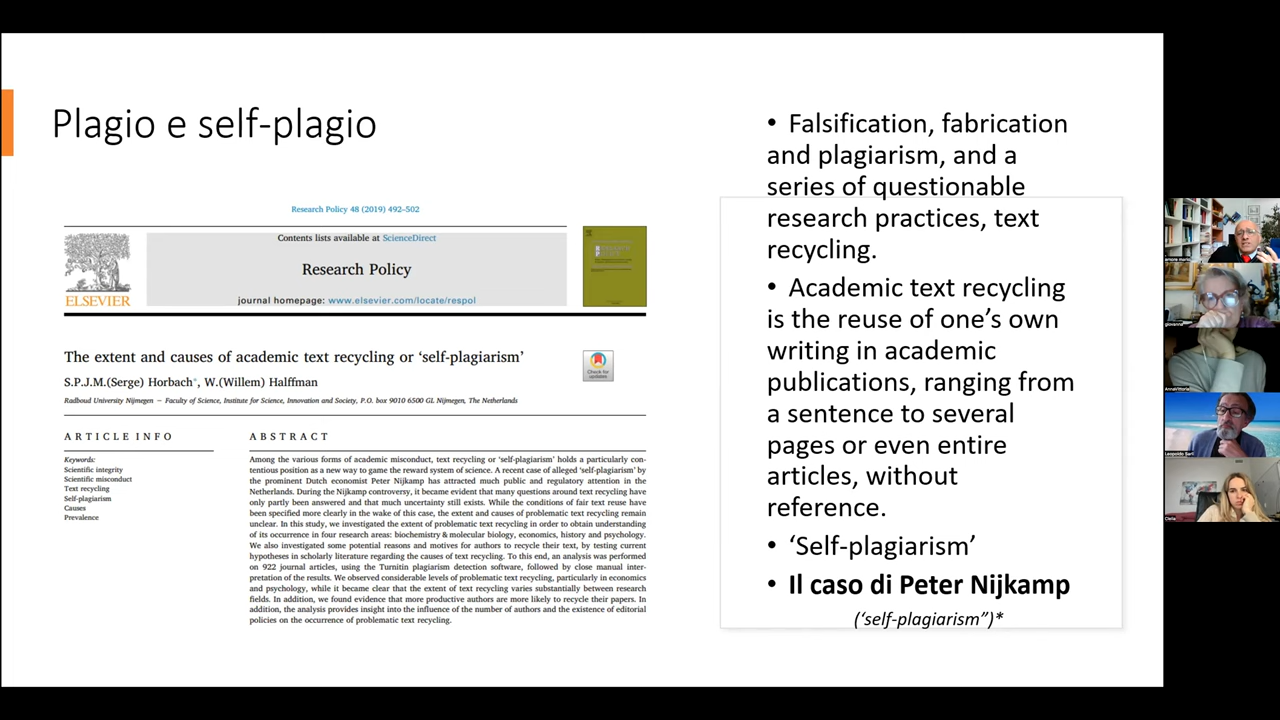 Plagio e self-plagio
Research Policy 48 (2019) 492–502
Contents lists available at ScienceDirect
Research Policy
journal homepage: www.elsevier.com/locate/respol
ELSEVIER
Check for
updates
The extent and causes of academic text recycling or ‘self-plagiarism’
S.P.J.M.(Serge) Horbach*, W.(Willem) Halffman
Radboud University Nijmegen – Faculty of Science, Institute for Science, Innovation and Society, P.O. box 9010 6500 GL Nijmegen, The Netherlands
ARTICLE INFO
Keywords:
Scientific integrity
Scientific misconduct
Text recycling
Self-plagiarism
Causes
Prevalence
ABSTRACT
Among the various forms of academic misconduct, text recycling or ‘self-plagiarism’ holds a particularly con-
tentious position as a new way to game the reward system of science. A recent case of alleged ‘self-plagiarism’ by
the prominent Dutch economist Peter Nijkamp has attracted much public and regulatory attention in the
Netherlands. During the Nijkamp controversy, it became evident that many questions around text recycling have
only partly been answered and that much uncertainty still exists. While the conditions of fair text reuse have
been specified more clearly in the wake of this case, the extent and causes of problematic text recycling remain
unclear. In this study, we investigated the extent of problematic text recycling in order to obtain understanding
of its occurrence in four research areas: biochemistry & molecular biology, economics, history and psychology.
We also investigated some potential reasons and motives for authors to recycle their text, by testing current
hypotheses in scholarly literature regarding the causes of text recycling. To this end, an analysis was performed
on 922 journal articles, using the Turnitin plagiarism detection software, followed by close manual inter-
pretation of the results. We observed considerable levels of problematic text recycling, particularly in economics
and psychology, while it became clear that the extent of text recycling varies substantially between research
fields. In addition, we found evidence that more productive authors are more likely to recycle their papers. In
addition, the analysis provides insight into the influence of the number of authors and the existence of editorial
policies on the occurrence of problematic text recycling.
• Falsification, fabrication
and plagiarism, and a
series of questionable
research practices, text
recycling.
• Academic text recycling
is the reuse of one’s own
writing in academic
publications, ranging from
a sentence to several
pages or even entire
articles, without
reference.
• ‘Self-plagiarism’
• Il caso di Peter Nijkamp
(‘self-plagiarism”)*
amore mario
giovanna
AnnaVittoria
Leopoldo Sarli
Clelia